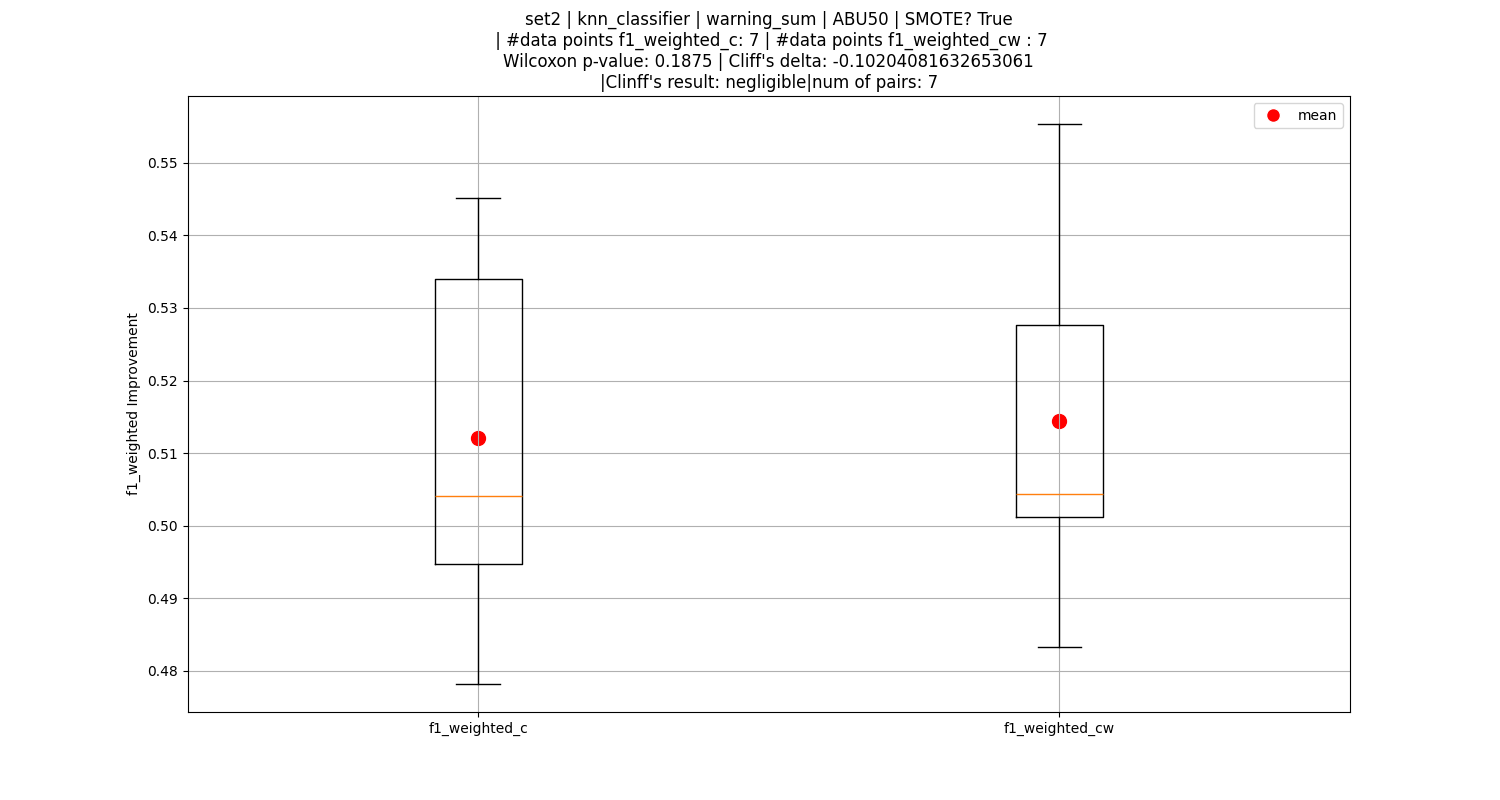 set2 | knn_classifier | warning_sum | ABU50 | SMOTE? True
| #data points f1_weighted_c: 7 | #data points f1_weighted_cw : 7
Wilcoxon p-value: 0.1875 | Cliff's delta: -0.10204081632653061
|Clinff's result: negligible|num of pairs: 7
mean
0.55
0.54
0.53
0.52
0.51
0.50
0.49
0.48
f1_weighted Improvement
f1_weighted_c
f1_weighted_cw